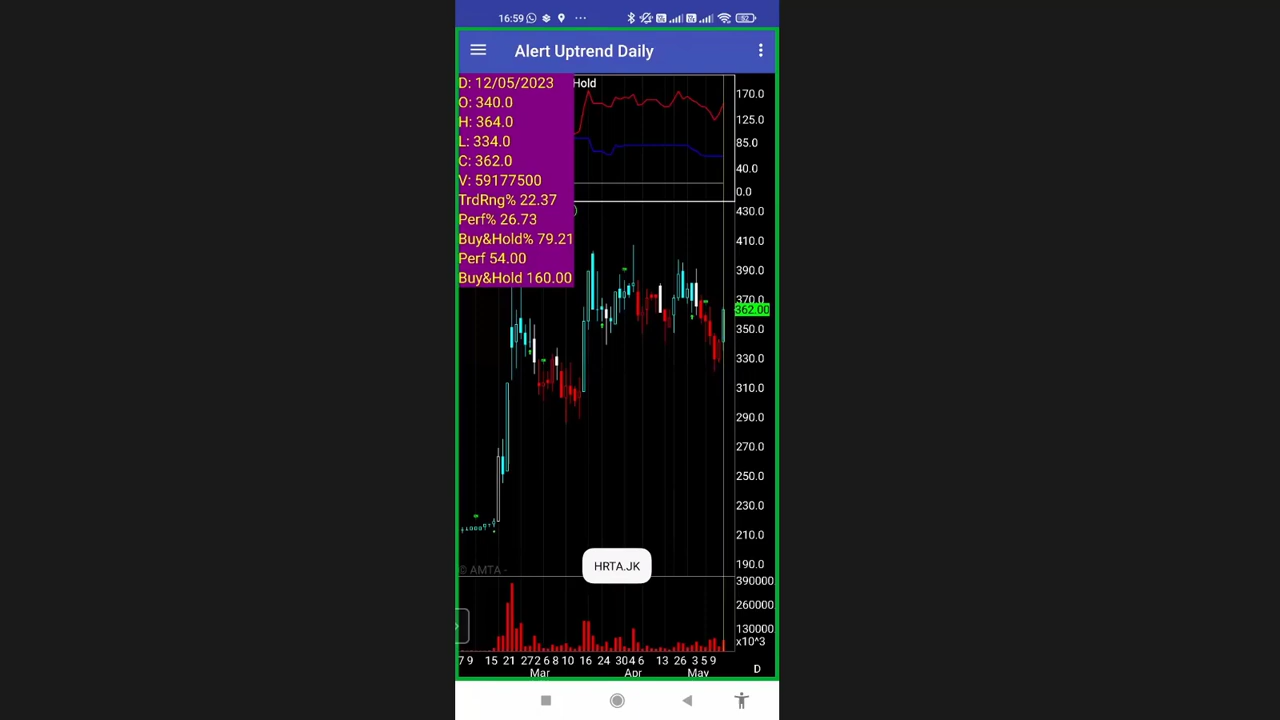 16:59
52
Alert Uptrend Daily
D: 12/05/2023
O: 340.0
H: 364.0
L: 334.0
C: 362.0
V: 59177500
TrdRng% 22.37
Perf% 26.73
Buy&Hold% 79.21
Perf 54.00
Buy&Hold 160.00
Hold
170.0
125.0
85.0
40.0
0.0
430.0
410.0
390.0
370.0
362.00
350.0
330.0
310.0
290.0
270.0
250.0
230.0
210.0
190.0
HRTA.JK
© AMTA -
390000
260000
130000
x10^3
7 9 15 21 27 2 6 8 10 16 24 30 4 6 13 26 3 5 9
Mar Apr May
D